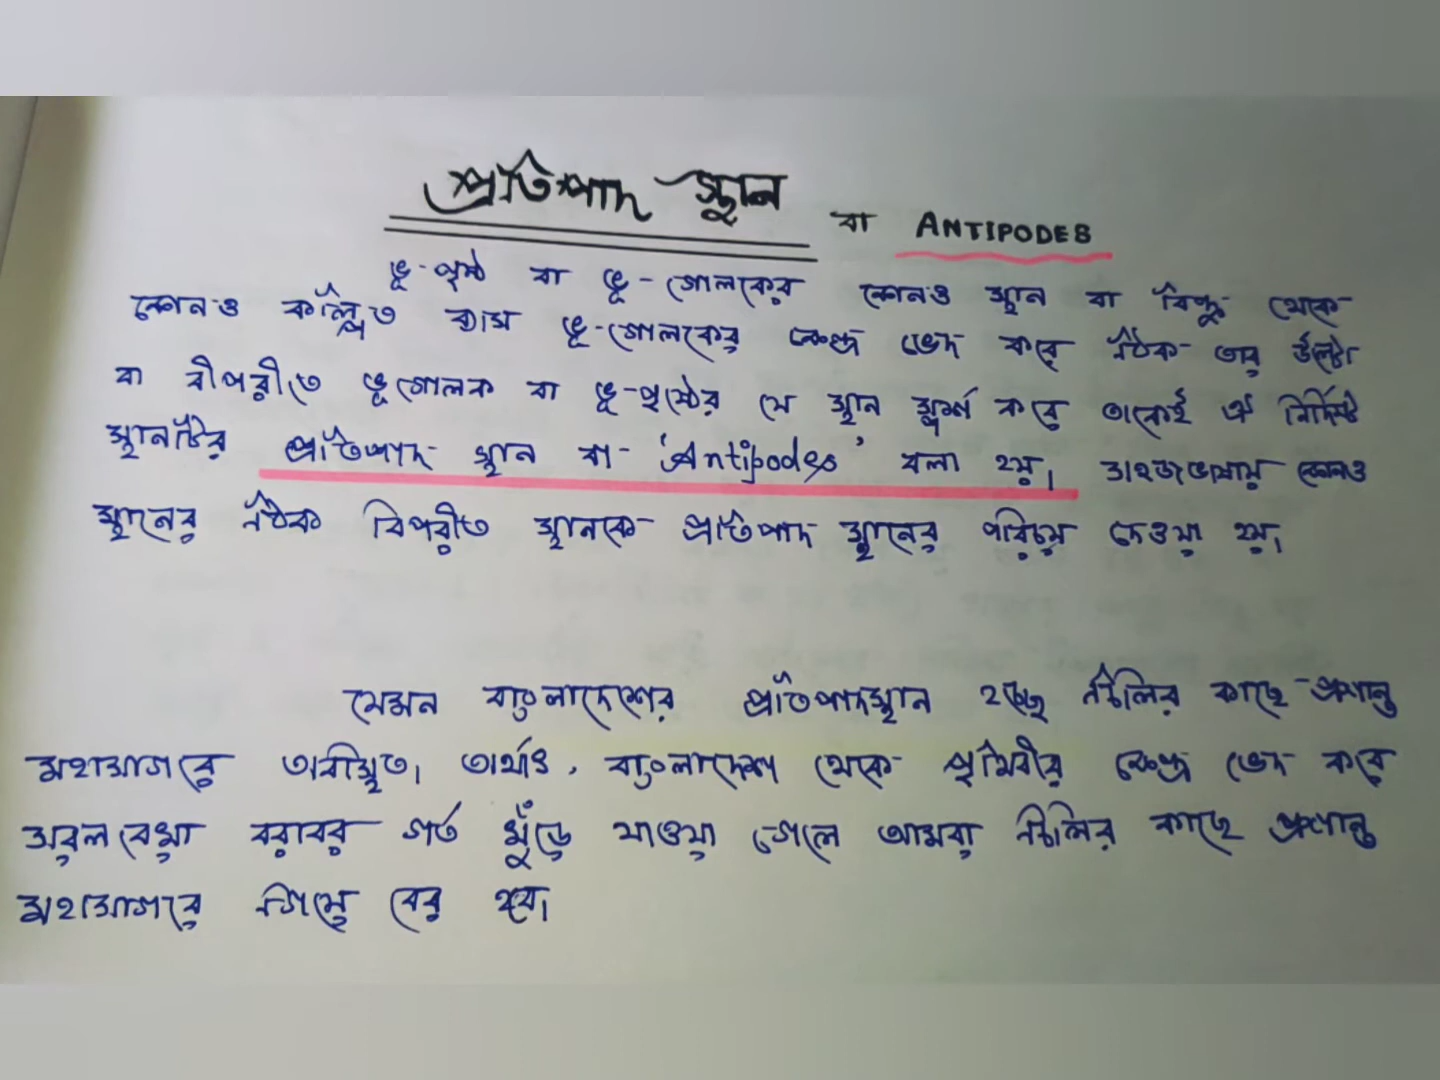 প্রতিপাদ স্থান বা ANTIPODES
ভূ-পৃষ্ঠ বা ভূ-গোলকের কোনও স্থান বা বিন্দু থেকে
কোনও কল্পিত ব্যাস ভূ-গোলকের কেন্দ্র ভেদ করে ঠিক তার উল্টো
বা বীপরীতে ভূগোলক বা ভূ-পৃষ্ঠের যে স্থান স্পর্শ করে তাকেই ঐ নির্দিষ্ট
স্থানটির প্রতিপাদ স্থান বা 'Antipodes' বলা হয়। সহজভাষায় কোনও
স্থানের ঠিক বিপরীত স্থানকে প্রতিপাদ স্থানের পরিচয় দেওয়া হয়।
যেমন বাংলাদেশের প্রতিপাদস্থান হচ্ছে চিলির কাছে প্রশান্ত
মহাসাগরে অবস্থিত। অর্থাৎ, বাংলাদেশ থেকে পৃথিবীর কেন্দ্র ভেদ করে
সরলরেখা বরাবর গর্ত খুঁড়ে যাওয়া গেলে আমরা চিলির কাছে প্রশান্ত
মহাসাগরে গিয়ে বের হব।